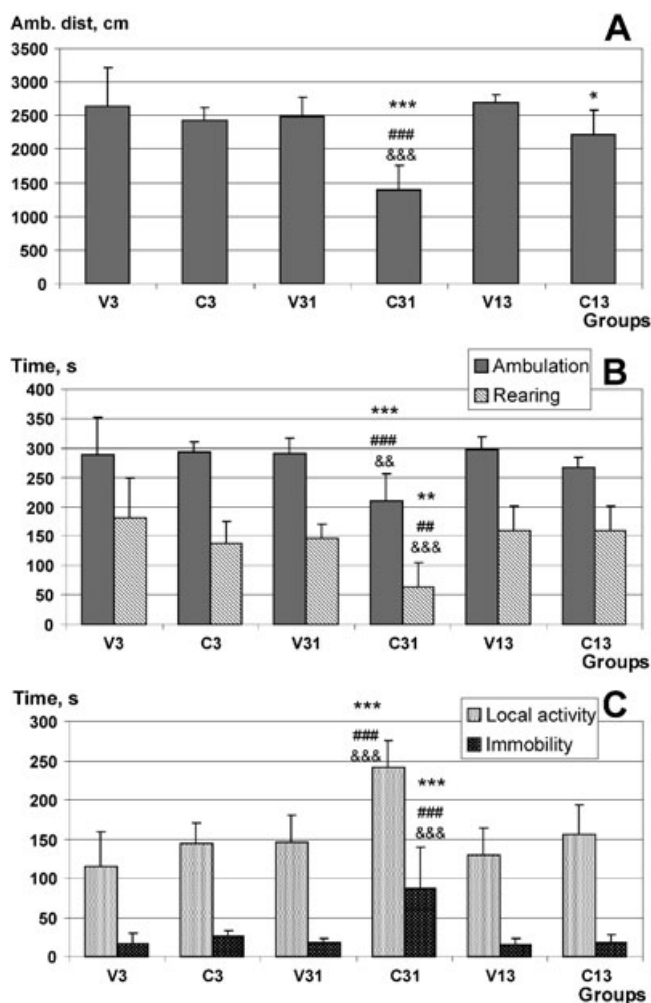 Amb. dist, cm
A
3500
3000
2500
2000
1500
1000
500
0
***
###
&&&
*
V3 C3 V31 C31 V13 C13
Groups
Time, s
B
Ambulation
Rearing
400
350
300
250
200
150
100
50
0
***
###
&&
**
##
&&&
V3 C3 V31 C31 V13 C13
Groups
Time, s
C
Local activity
Immobility
300
250
200
150
100
50
0
***
###
&&&
***
###
&&&
V3 C3 V31 C31 V13 C13
Groups